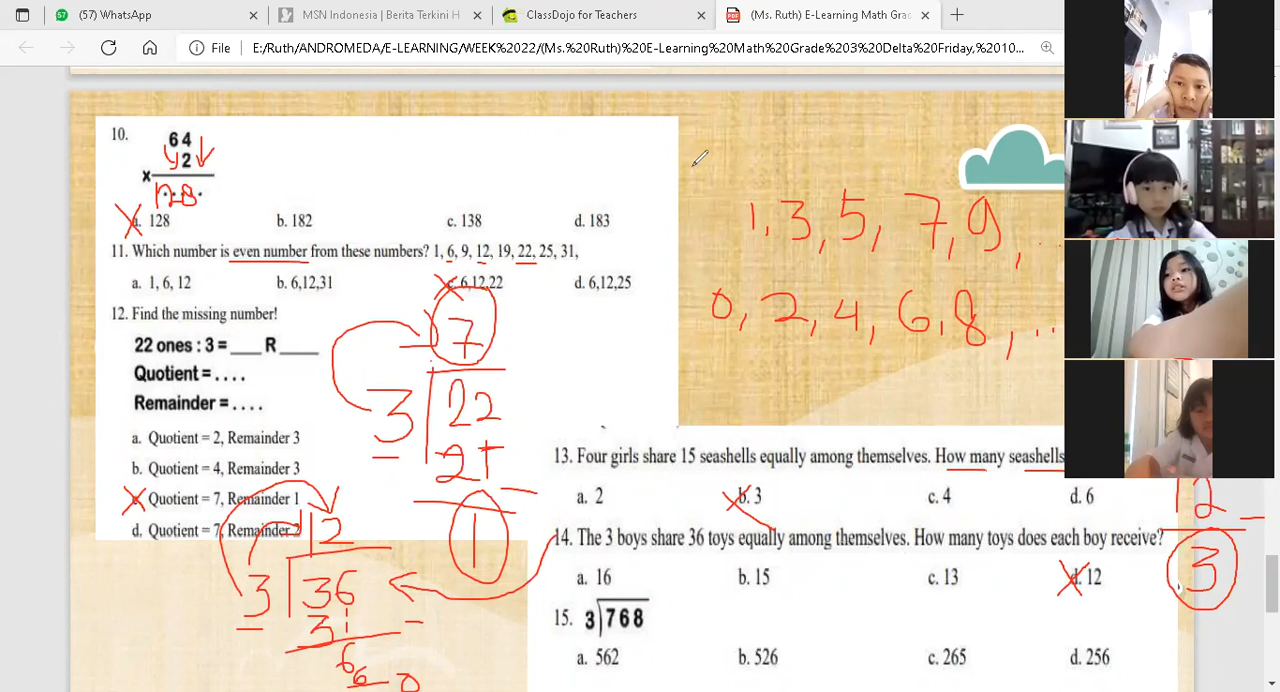 (57) WhatsApp
MSN Indonesia | Berita Terkini H
ClassDojo for Teachers
(Ms. Ruth) E-Learning Math Grad
File
E:/Ruth/ANDROMEDA/E-LEARNING/WEEK%2022/(Ms.%20Ruth)%20E-Learning%20Math%20Grade%203%20Delta%20Friday,%2010...
10.
64
2
x
128
a. 128 b. 182 c. 138 d. 183
11. Which number is even number from these numbers? 1, 6, 9, 12, 19, 22, 25, 31,
a. 1, 6, 12 b. 6,12,31 c. 6,12,22 d. 6,12,25
1, 3, 5, 7, 9, ...
0, 2, 4, 6, 8, ...
12. Find the missing number!
22 ones : 3 = ____ R ____
Quotient = . . . .
Remainder = . . . .
a. Quotient = 2, Remainder 3
b. Quotient = 4, Remainder 3
c. Quotient = 7, Remainder 1
d. Quotient = 7, Remainder 2
7
3 22
21
1
12
3 36
3
6
6
0
13. Four girls share 15 seashells equally among themselves. How many seashells
a. 2 b. 3 c. 4 d. 6
12
3
14. The 3 boys share 36 toys equally among themselves. How many toys does each boy receive?
a. 16 b. 15 c. 13 d. 12
15. 3 768
a. 562 b. 526 c. 265 d. 256